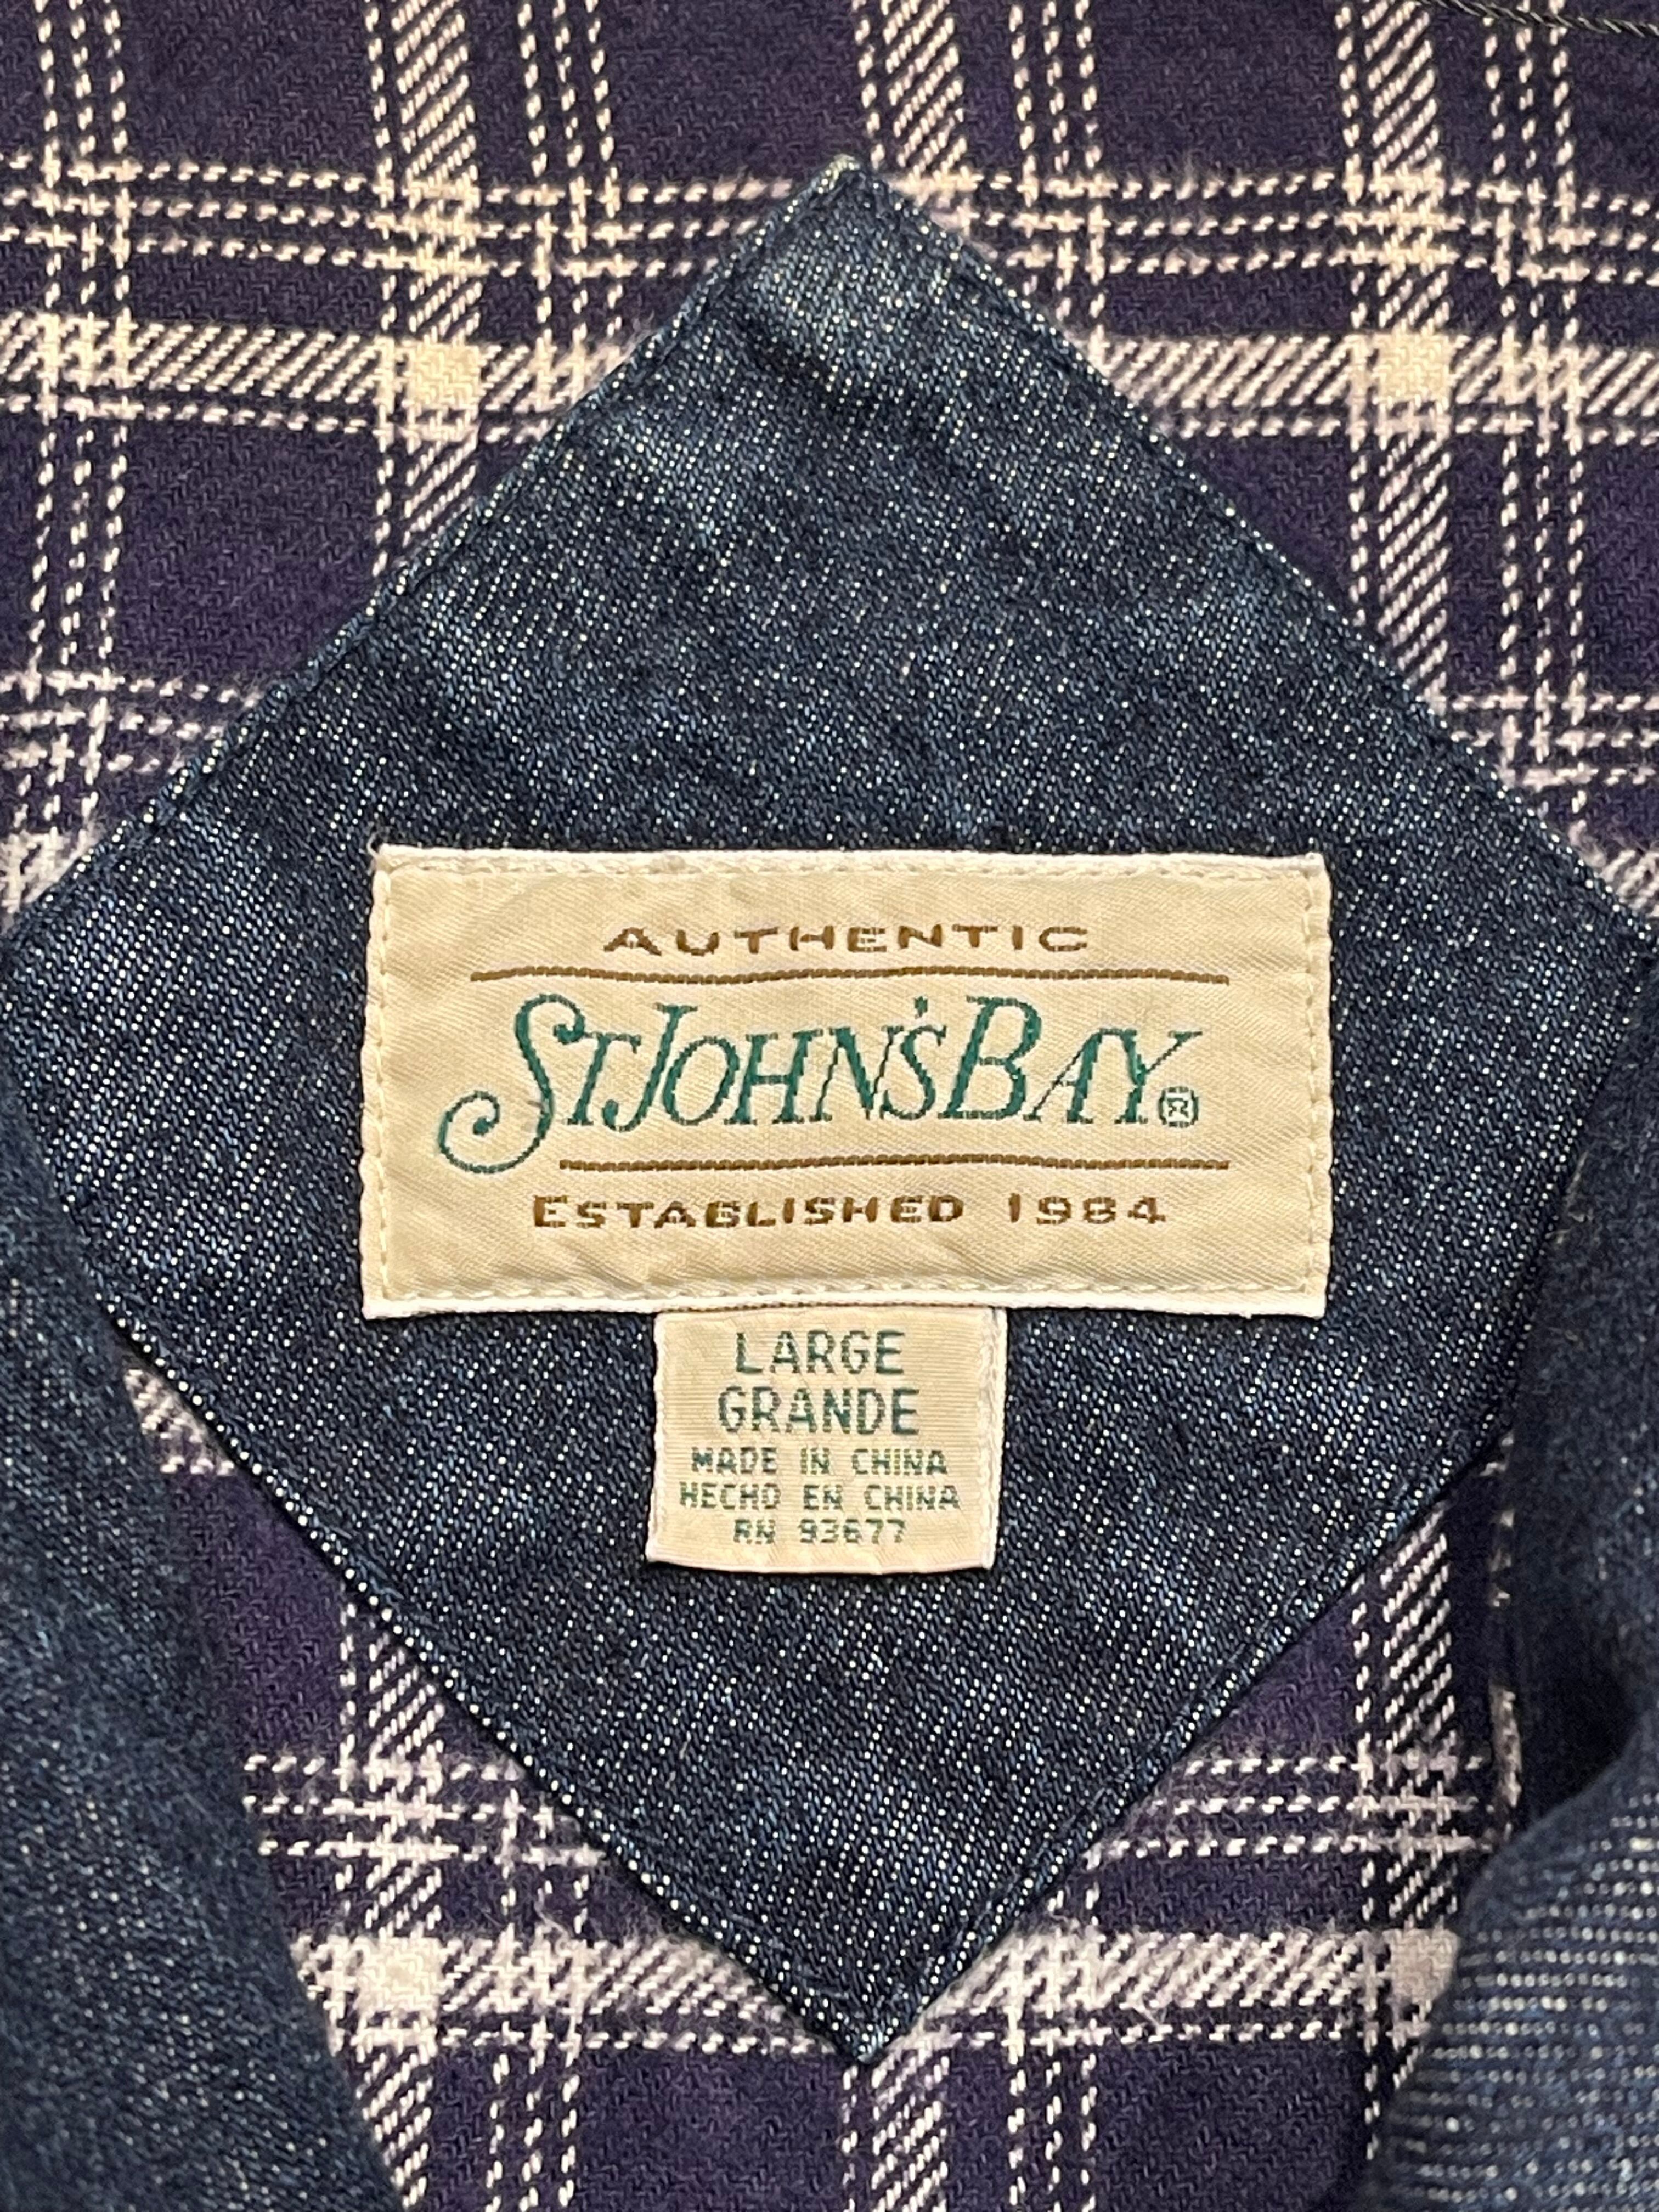 AUTHENTIC
ST JOHN'S BAY®
ESTABLISHED 1984
LARGE
GRANDE
MADE IN CHINA
HECHO EN CHINA
RN 93677